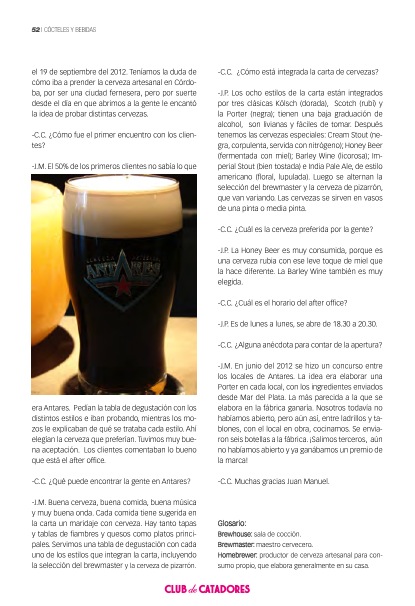 52 | CÓCTELES Y BEBIDAS
el 19 de septiembre del 2012. Teníamos la duda de
cómo iba a prender la cerveza artesanal en Córdo-
ba, por ser una ciudad fernesera, pero por suerte
desde el día en que abrimos a la gente le encantó
la idea de probar distintas cervezas.
-C.C. ¿Cómo fue el primer encuentro con los clien-
tes?
-J.M. El 50% de los primeros clientes no sabía lo que
ANTARES
era Antares. Pedían la tabla de degustación con los
distintos estilos e iban probando, mientras los mo-
zos le explicaban de qué se trataba cada estilo. Ahí
elegían la cerveza que preferían. Tuvimos muy bue-
na aceptación. Los clientes comentaban lo bueno
que está el after office.
-C.C. ¿Qué puede encontrar la gente en Antares?
-J.M. Buena cerveza, buena comida, buena música
y muy buena onda. Cada comida tiene sugerida en
la carta un maridaje con cerveza. Hay tanto tapas
y tablas de fiambres y quesos como platos princi-
pales. Servimos una tabla de degustación con cada
uno de los estilos que integran la carta, incluyendo
la selección del brewmaster y la cerveza de pizarrón.
-C.C. ¿Cómo está integrada la carta de cervezas?
-J.P. Los ocho estilos de la carta están integrados
por tres clásicas Kölsch (dorada), Scotch (rubí) y
la Porter (negra); tienen una baja graduación de
alcohol, son livianas y fáciles de tomar. Después
tenemos las cervezas especiales: Cream Stout (ne-
gra, corpulenta, servida con nitrógeno); Honey Beer
(fermentada con miel); Barley Wine (licorosa); Im-
perial Stout (bien tostada) e India Pale Ale, de estilo
americano (floral, lupulada). Luego se alternan la
selección del brewmaster y la cerveza de pizarrón,
que van variando. Las cervezas se sirven en vasos
de una pinta o media pinta.
-C.C. ¿Cuál es la cerveza preferida por la gente?
-J.P. La Honey Beer es muy consumida, porque es
una cerveza rubia con ese leve toque de miel que
la hace diferente. La Barley Wine también es muy
elegida.
-C.C. ¿Cuál es el horario del after office?
-J.P. Es de lunes a lunes, se abre de 18.30 a 20.30.
-C.C. ¿Alguna anécdota para contar de la apertura?
-J.M. En junio del 2012 se hizo un concurso entre
los locales de Antares. La idea era elaborar una
Porter en cada local, con los ingredientes enviados
desde Mar del Plata. La más parecida a la que se
elabora en la fábrica ganaría. Nosotros todavía no
habíamos abierto, pero aún así, entre ladrillos y ta-
blones, con el local en obra, cocinamos. Se envia-
ron seis botellas a la fábrica. ¡Salimos terceros, aún
no habíamos abierto y ya ganábamos un premio de
la marca!
-C.C. Muchas gracias Juan Manuel.
Glosario:
Brewhouse: sala de cocción.
Brewmaster: maestro cervecero.
Homebrewer: productor de cerveza artesanal para con-
sumo propio, que elabora generalmente en su casa.
CLUB de CATADORES